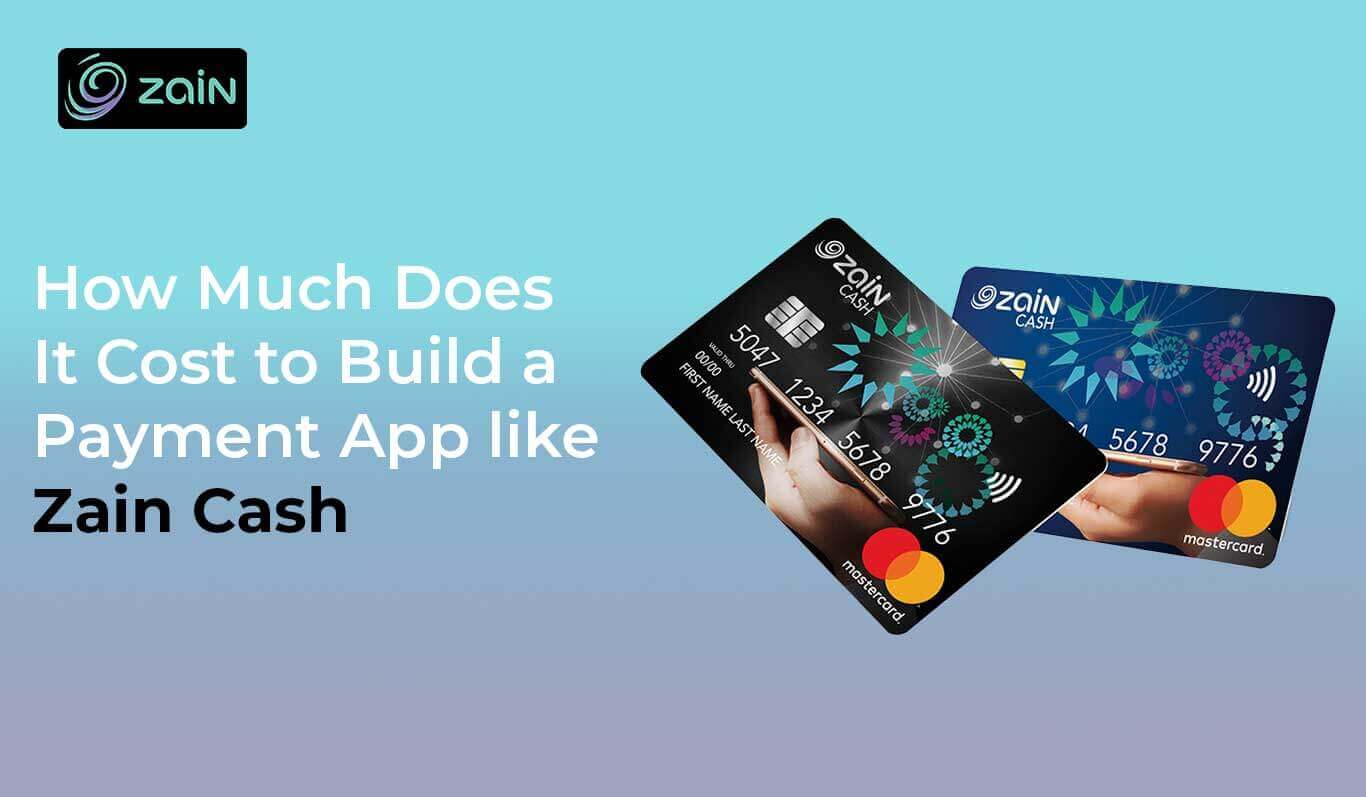 zain
How Much Does
It Cost to Build a
Payment App like
Zain Cash
zain
CASH
5047 1234 5678 9776
VALID THRU
00/00
FIRST NAME LAST NAME
mastercard.
zain
CASH
5678 9776
mastercard.